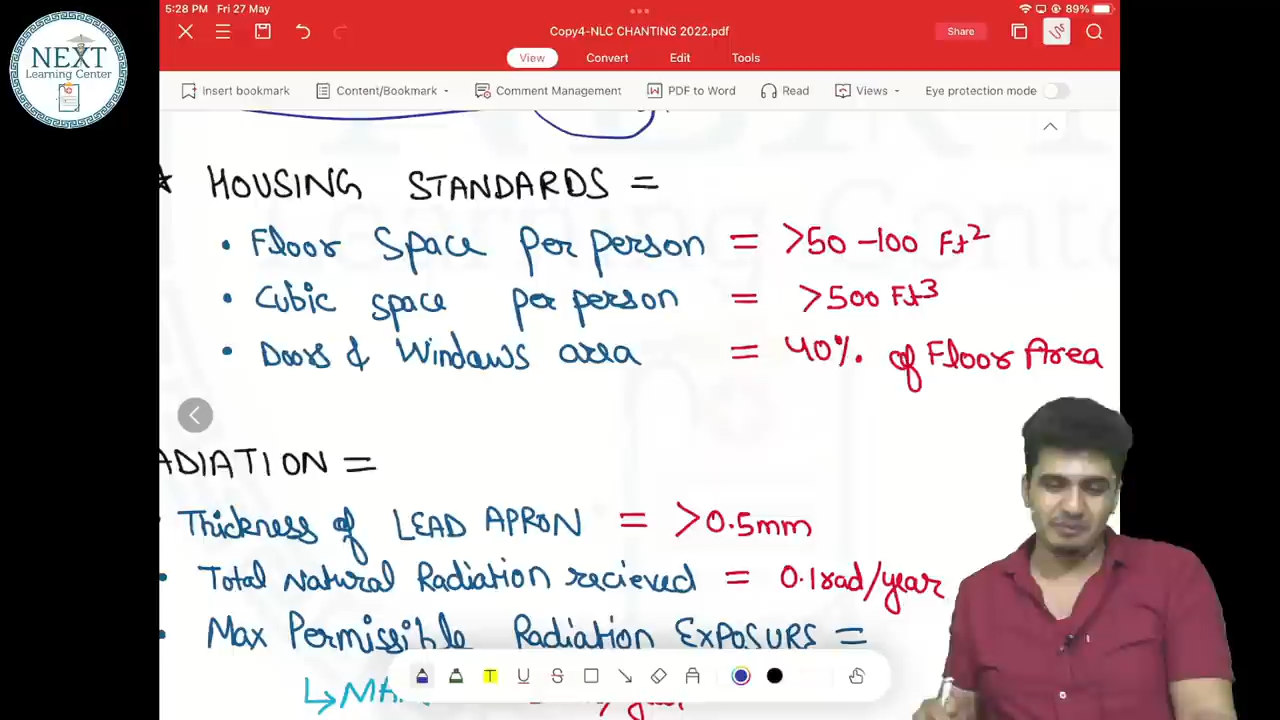 5:28 PM Fri 27 May
89%
NEXT
Learning Center
Copy4-NLC CHANTING 2022.pdf
Share
View Convert Edit Tools
Insert bookmark Content/Bookmark Comment Management PDF to Word Read Views Eye protection mode
HOUSING STANDARDS =
• Floor Space per person = >50-100 Ft²
• Cubic space per person = >500 Ft³
• Doors & Windows area = 40% of Floor Area
ADIATION =
• Thickness of LEAD APRON = >0.5mm
• Total Natural Radiation recieved = 0.1rad/year
• Max Permissible Radiation EXPOSURE =